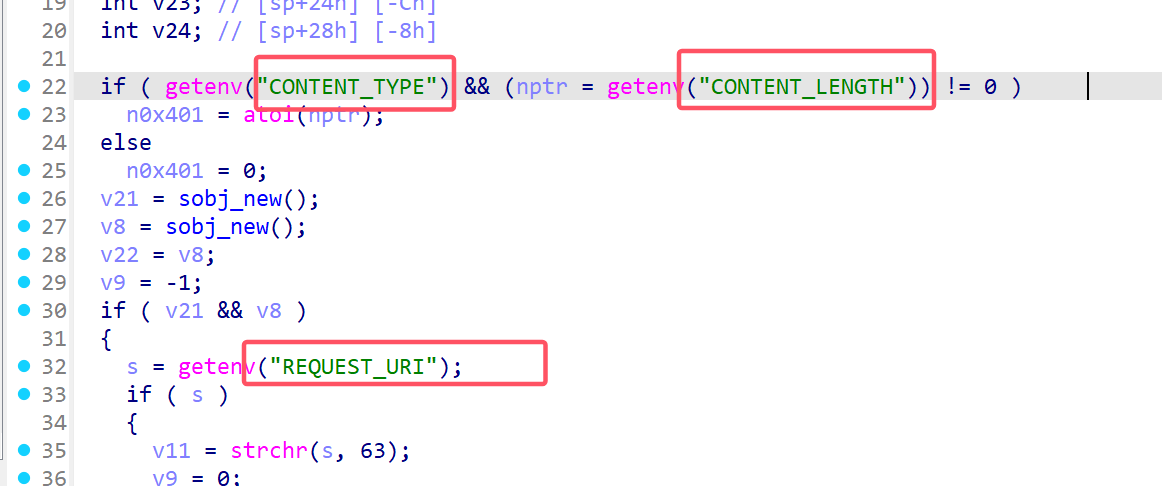 19 int v23; // [sp+24h] [-Ch]
20 int v24; // [sp+28h] [-8h]
21
22 if ( getenv("CONTENT_TYPE") && (nptr = getenv("CONTENT_LENGTH")) != 0 )
23 n0x401 = atoi(nptr);
24 else
25 n0x401 = 0;
26 v21 = sobj_new();
27 v8 = sobj_new();
28 v22 = v8;
29 v9 = -1;
30 if ( v21 && v8 )
31 {
32 s = getenv("REQUEST_URI");
33 if ( s )
34 {
35 v11 = strchr(s, 63);
36 v9 = 0;